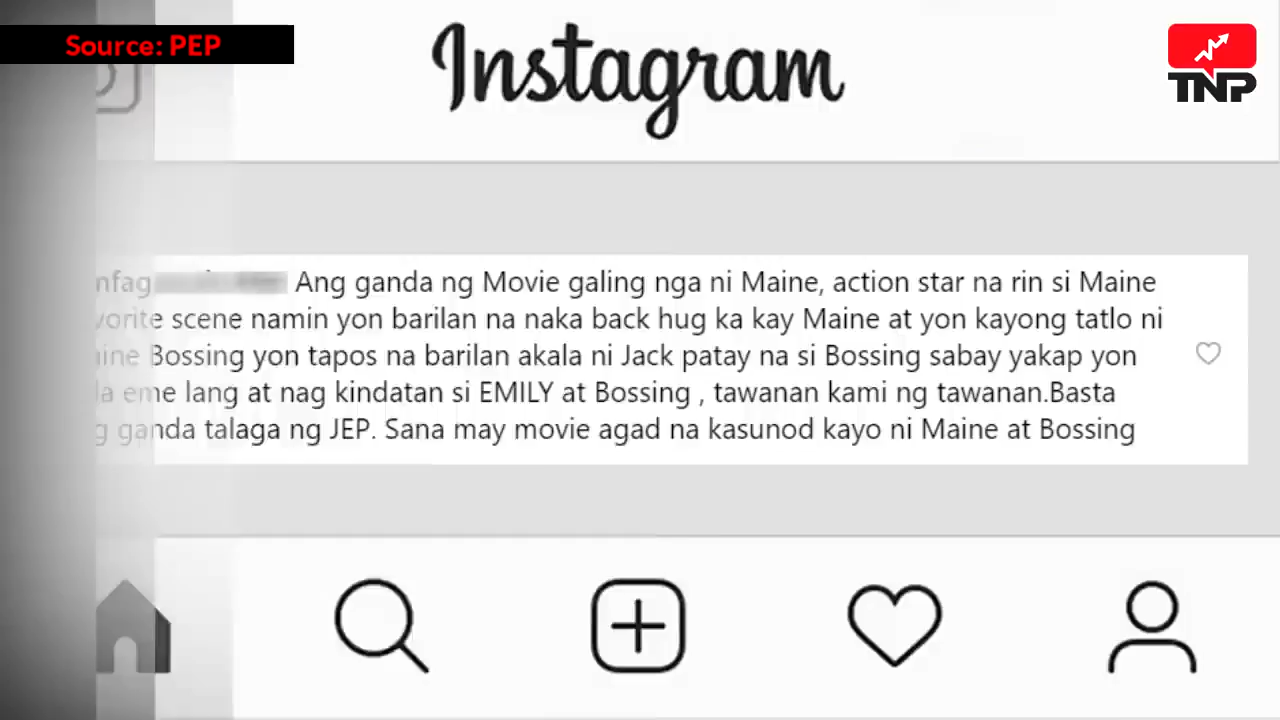 Source: PEP
Instagram
TNP
Ang ganda ng Movie galing nga ni Maine, action star na rin si Maine
scene namin yon barilan na naka back hug ka kay Maine at yon kayong tatlo ni
Bossing yon tapos na barilan akala ni Jack patay na si Bossing sabay yakap yon
eme lang at nag kindatan si EMILY at Bossing , tawanan kami ng tawanan.Basta
ganda talaga ng JEP. Sana may movie agad na kasunod kayo ni Maine at Bossing